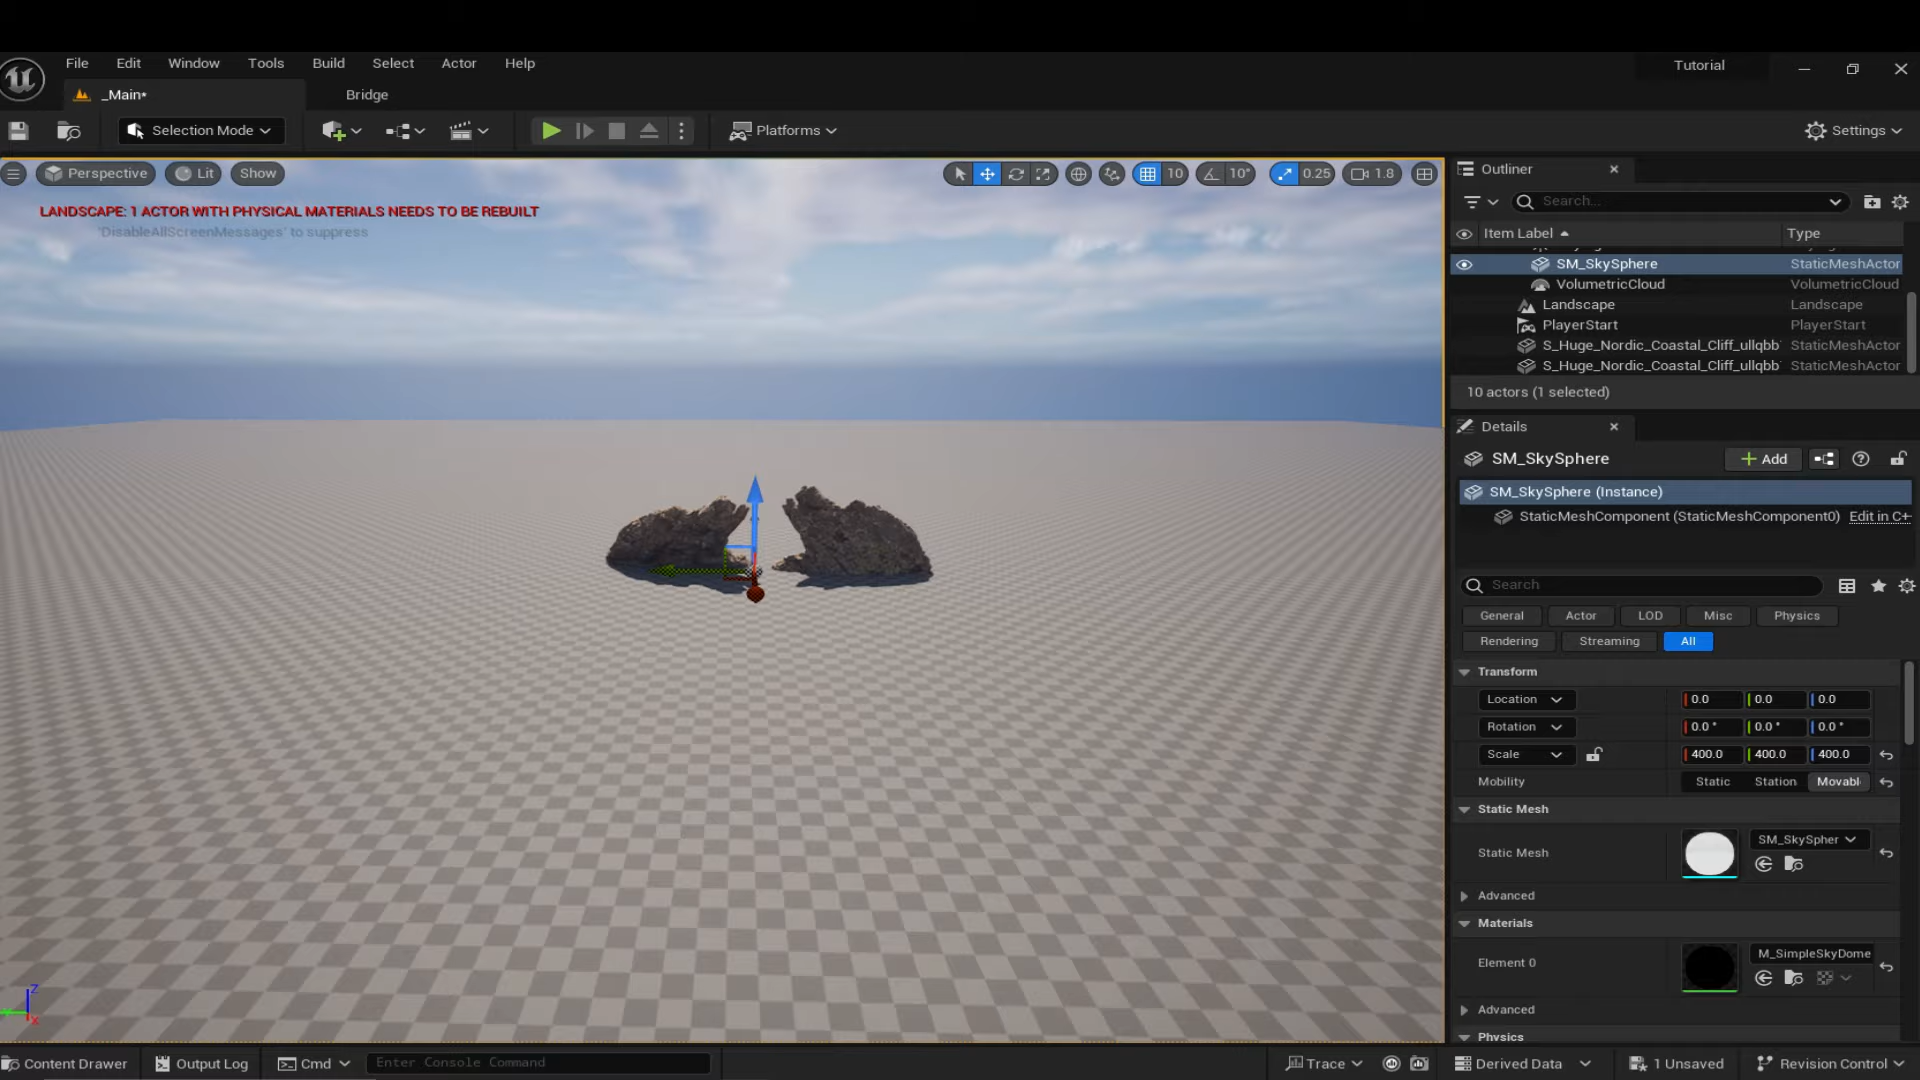 File Edit Window Tools Build Select Actor Help Tutorial
_Main* Bridge
Selection Mode Platforms Settings
Perspective Lit Show 10 10° 0.25 1.8
LANDSCAPE: 1 ACTOR WITH PHYSICAL MATERIALS NEEDS TO BE REBUILT
'DisableAllScreenMessages' to suppress
Outliner
Search...
Item Label Type
SM_SkySphere StaticMeshActor
VolumetricCloud VolumetricCloud
Landscape Landscape
PlayerStart PlayerStart
S_Huge_Nordic_Coastal_Cliff_ullqbb StaticMeshActor
S_Huge_Nordic_Coastal_Cliff_ullqbb StaticMeshActor
10 actors (1 selected)
Details
SM_SkySphere Add
SM_SkySphere (Instance)
StaticMeshComponent (StaticMeshComponent0) Edit in C++
Search
General Actor LOD Misc Physics
Rendering Streaming All
Transform
Location 0.0 0.0 0.0
Rotation 0.0° 0.0° 0.0°
Scale 400.0 400.0 400.0
Mobility Static Station Movabl
Static Mesh
SM_SkySpher
Static Mesh
Advanced
Materials
M_SimpleSkyDome
Element 0
Advanced
Physics
Z
X
Content Drawer Output Log Cmd Enter Console Command Trace Derived Data 1 Unsaved Revision Control